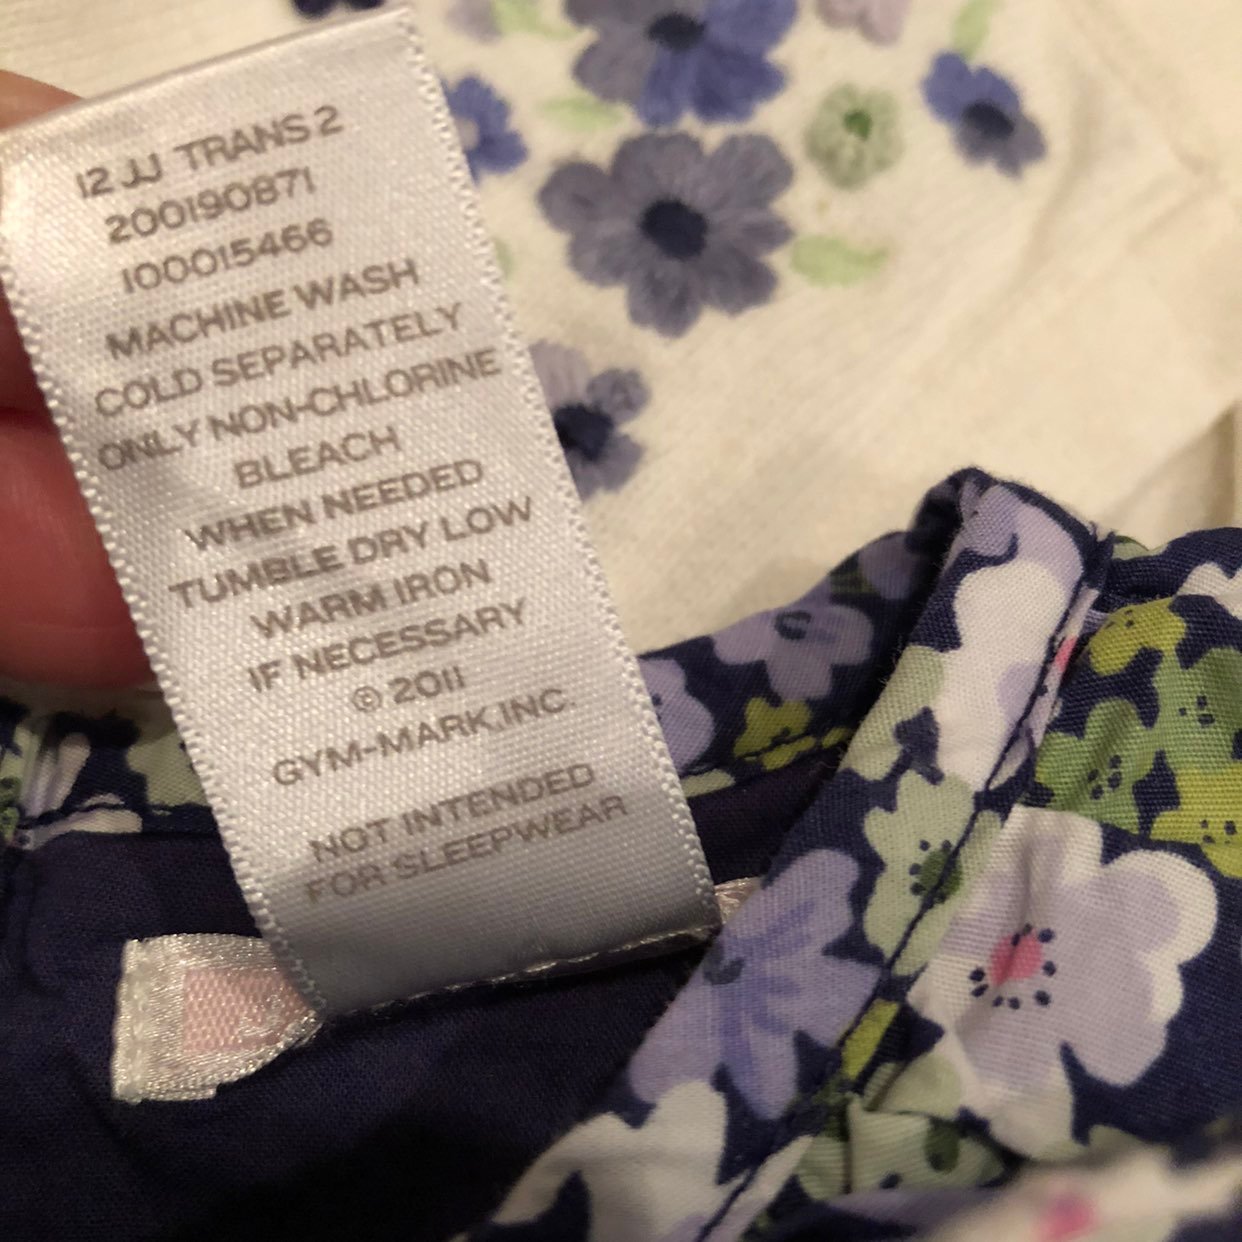 12 JJ TRANS 2
200190871
100015466
MACHINE WASH
COLD SEPARATELY
ONLY NON-CHLORINE
BLEACH
WHEN NEEDED
TUMBLE DRY LOW
WARM IRON
IF NECESSARY
© 2011
GYM-MARK,INC.
NOT INTENDED
FOR SLEEPWEAR